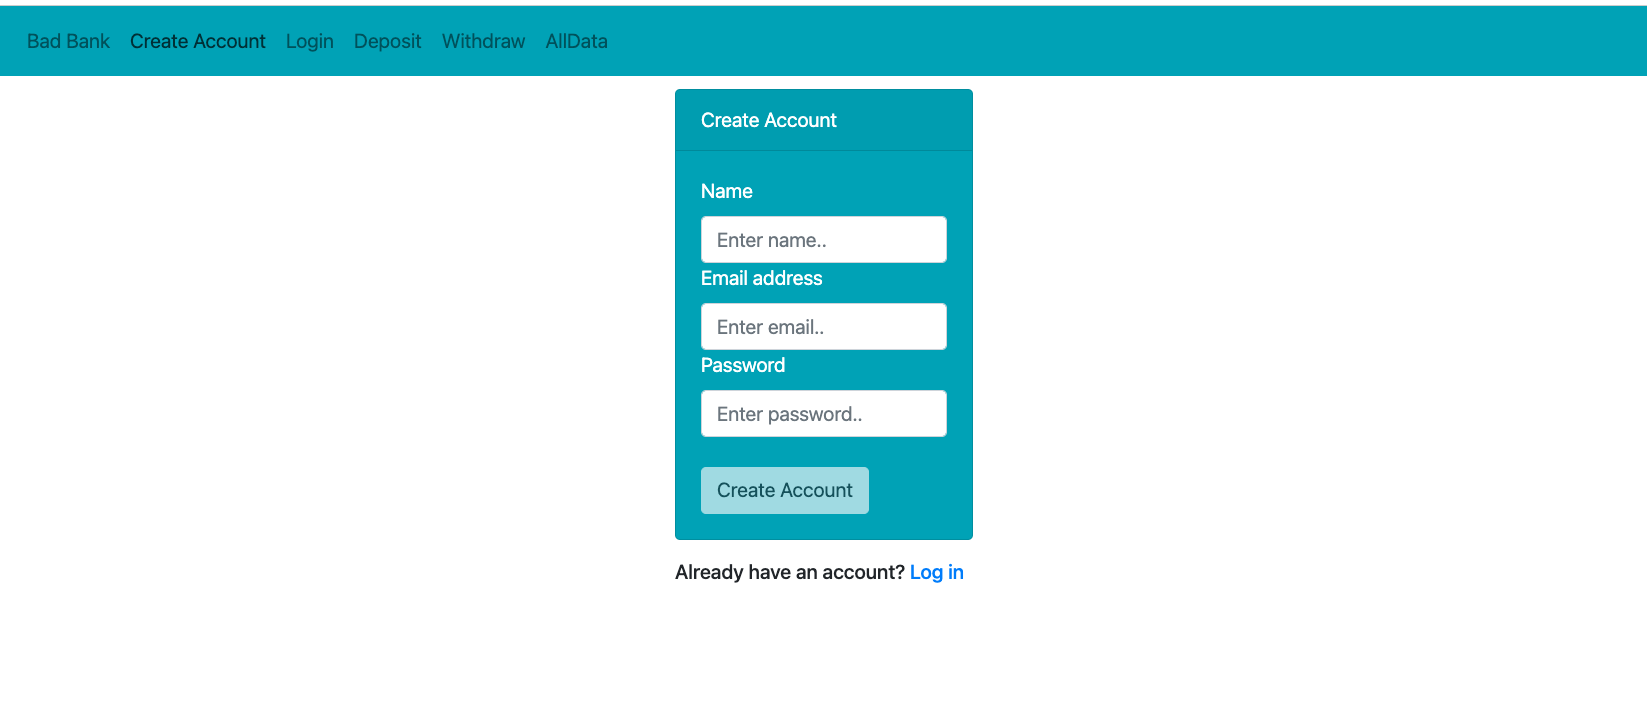 Bad Bank Create Account Login Deposit Withdraw AllData
Create Account
Name
Enter name..
Email address
Enter email..
Password
Enter password..
Create Account
Already have an account? Log in